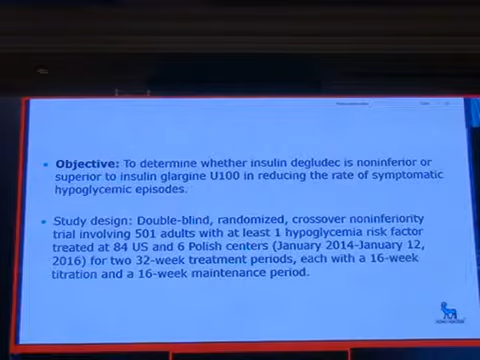 • Objective: To determine whether insulin degludec is noninferior or
superior to insulin glargine U100 in reducing the rate of symptomatic
hypoglycemic episodes.
• Study design: Double-blind, randomized, crossover noninferiority
trial involving 501 adults with at least 1 hypoglycemia risk factor
treated at 84 US and 6 Polish centers (January 2014-January 12,
2016) for two 32-week treatment periods, each with a 16-week
titration and a 16-week maintenance period.
novo nordisk